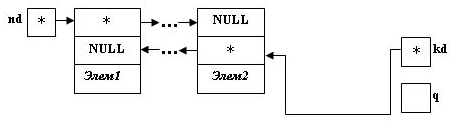 nd * * ... NULL
NULL ... * * kd
Элем1 Элем2
q